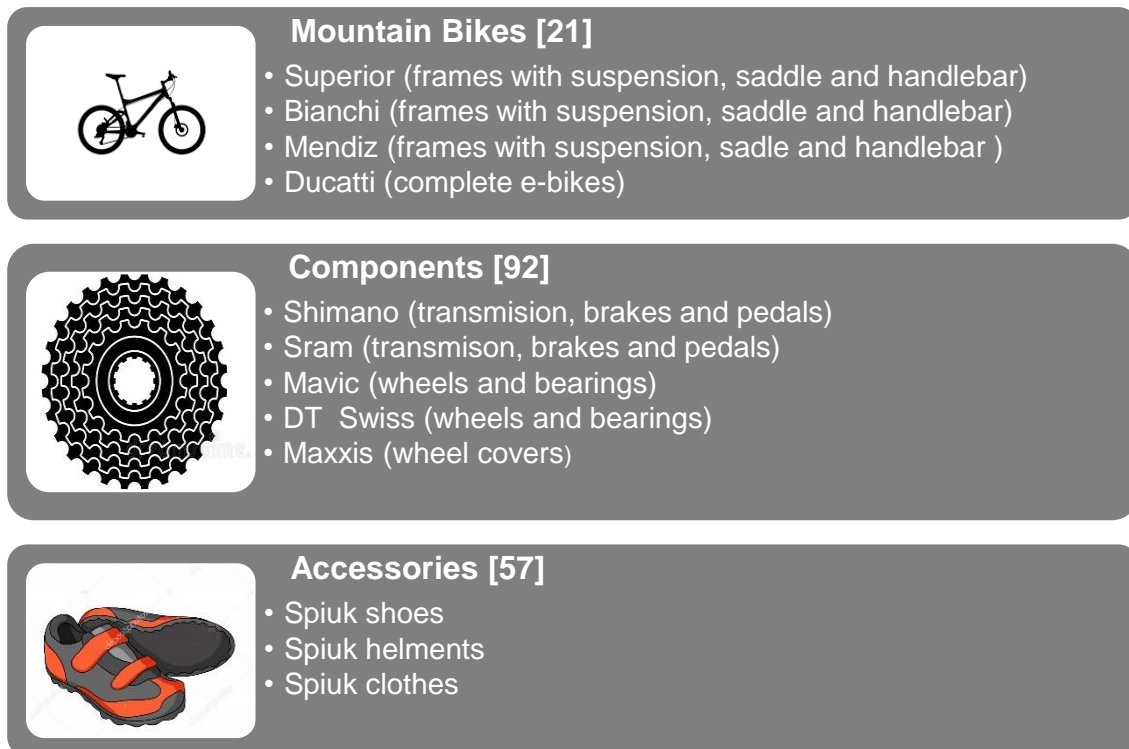 Mountain Bikes [21]
• Superior (frames with suspension, saddle and handlebar)
• Bianchi (frames with suspension, saddle and handlebar)
• Mendiz (frames with suspension, sadle and handlebar )
• Ducatti (complete e-bikes)
Components [92]
• Shimano (transmision, brakes and pedals)
• Sram (transmison, brakes and pedals)
• Mavic (wheels and bearings)
• DT  Swiss (wheels and bearings)
• Maxxis (wheel covers)
Accessories [57]
• Spiuk shoes
• Spiuk helments
• Spiuk clothes